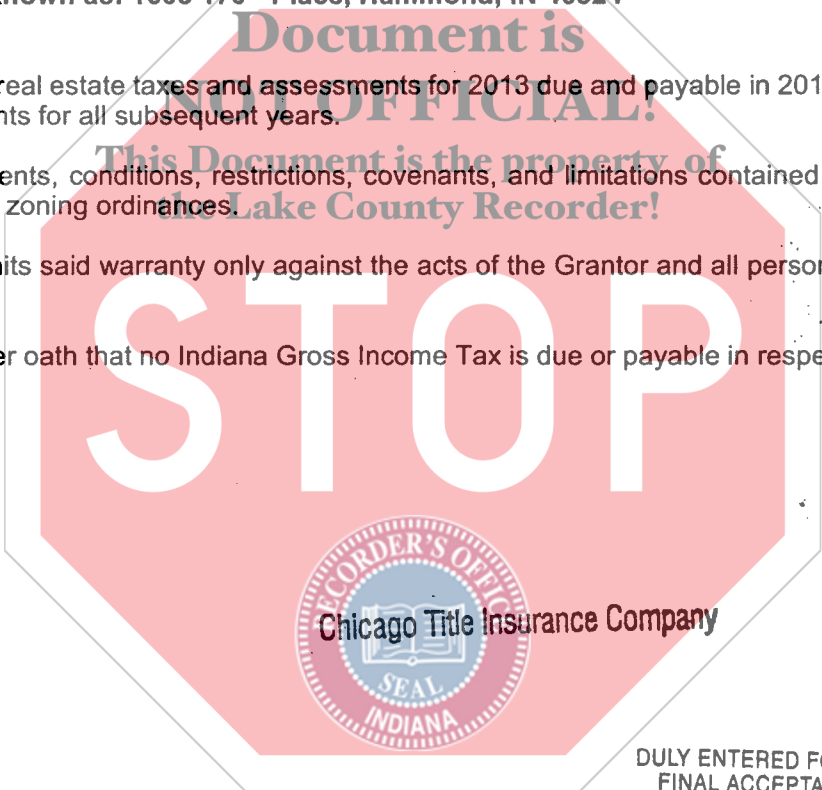 Document is
real estate taxes and assessments for 2013 due and payable in 201
NOT OFFICIAL!
nts for all subsequent years.
This Document is the property of
ents, conditions, restrictions, covenants, and limitations contained
the Lake County Recorder!
zoning ordinances.
its said warranty only against the acts of the Grantor and all person
er oath that no Indiana Gross Income Tax is due or payable in respe
STOP
RECORDER'S OFFIC
Chicago Title Insurance Company
SEAL
INDIANA
DULY ENTERED FO
FINAL ACCEPTA